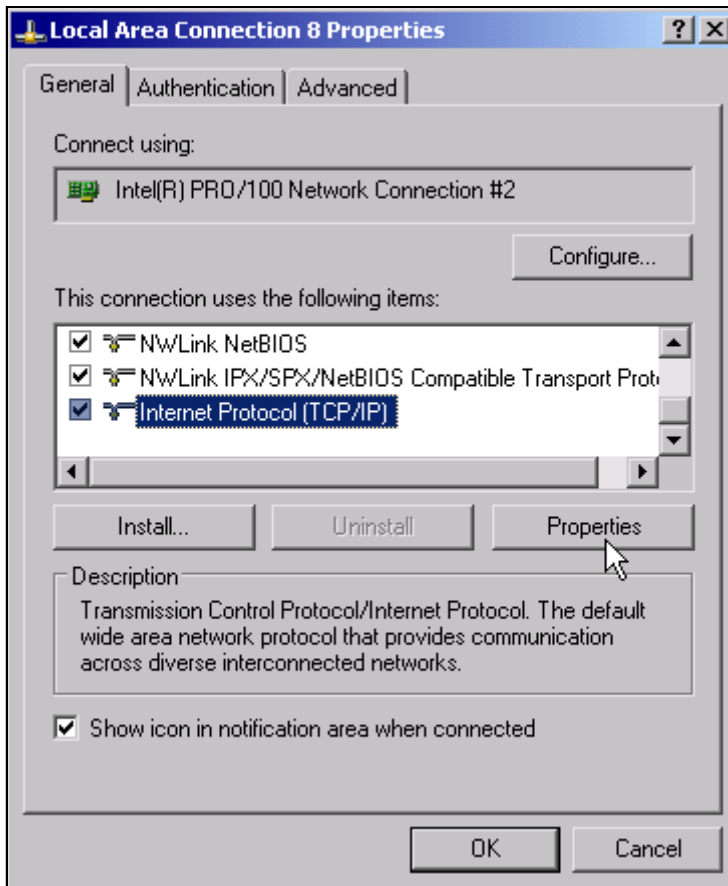 Local Area Connection 8 Properties
General
Authentication
Advanced
Connect using:
Intel(R) PRO/100 Network Connection #2
Configure...
This connection uses the following items:
NWLink NetBIOS
NWLink IPX/SPX/NetBIOS Compatible Transport Proto
Internet Protocol (TCP/IP)
Install...
Uninstall
Properties
Description
Transmission Control Protocol/Internet Protocol. The default
wide area network protocol that provides communication
across diverse interconnected networks.
Show icon in notification area when connected
OK
Cancel